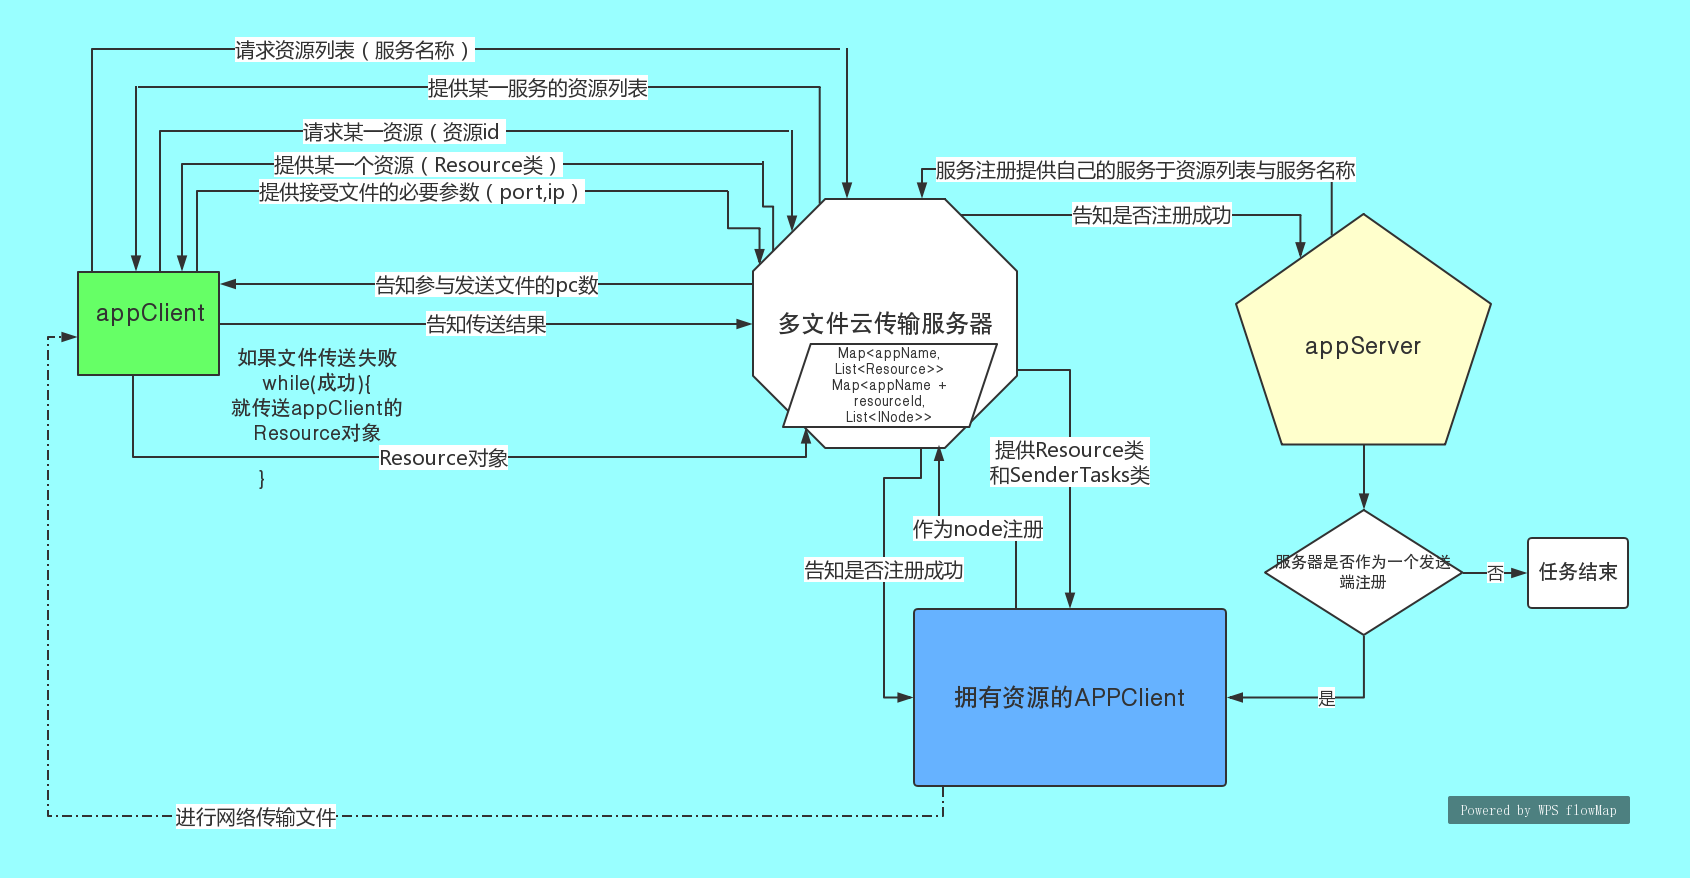 请求资源列表（服务名称）
提供某一服务的资源列表
请求某一资源（资源id
提供某一个资源（Resource类）
提供接受文件的必要参数（port,ip）
服务注册提供自己的服务于资源列表与服务名称
告知是否注册成功
告知参与发送文件的pc数
appClient
告知传送结果
多文件云传输服务器
appServer
Map<appName,
List<Resource>>
Map<appName +
resourceId,
List<INode>>
如果文件传送失败
while(成功){
就传送appClient的
Resource对象
Resource对象
}
提供Resource类
和SenderTasks类
作为node注册
告知是否注册成功
服务器是否作为一个发送
端注册
否
任务结束
拥有资源的APPClient
是
进行网络传输文件
Powered by WPS flowMap